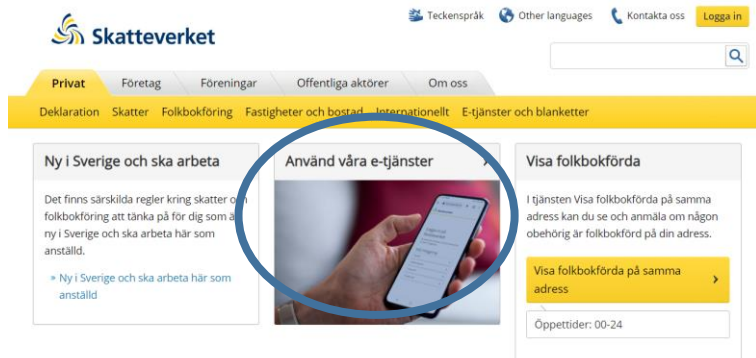 Skatteverket
Teckenspråk
Other languages
Kontakta oss
Logga in
Privat Företag Föreningar Offentliga aktörer Om oss
Deklaration Skatter Folkbokföring Fastigheter och bostad Internationellt E-tjänster och blanketter
Ny i Sverige och ska arbeta
Det finns särskilda regler kring skatter och
folkbokföring att tänka på för dig som är
ny i Sverige och ska arbeta här som
anställd.
» Ny i Sverige och ska arbeta här som
anställd
Använd våra e-tjänster
Visa folkbokförda
I tjänsten Visa folkbokförda på samma
adress kan du se och anmäla om någon
obehörig är folkbokförd på din adress.
Visa folkbokförda på samma
adress
Öppettider: 00-24